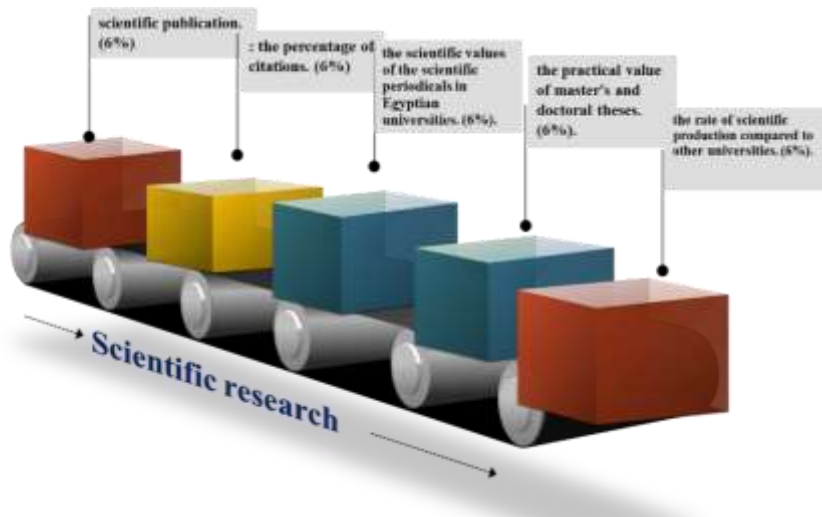 scientific publication.
(6%)
: the percentage of
citations. (6%)
the scientific values
of the scientific
periodicals in
Egyptian
universities. (6%).
the practical value
of master's and
doctoral theses.
(6%).
the rate of scientific
production compared to
other universities. (6%).
Scientific research